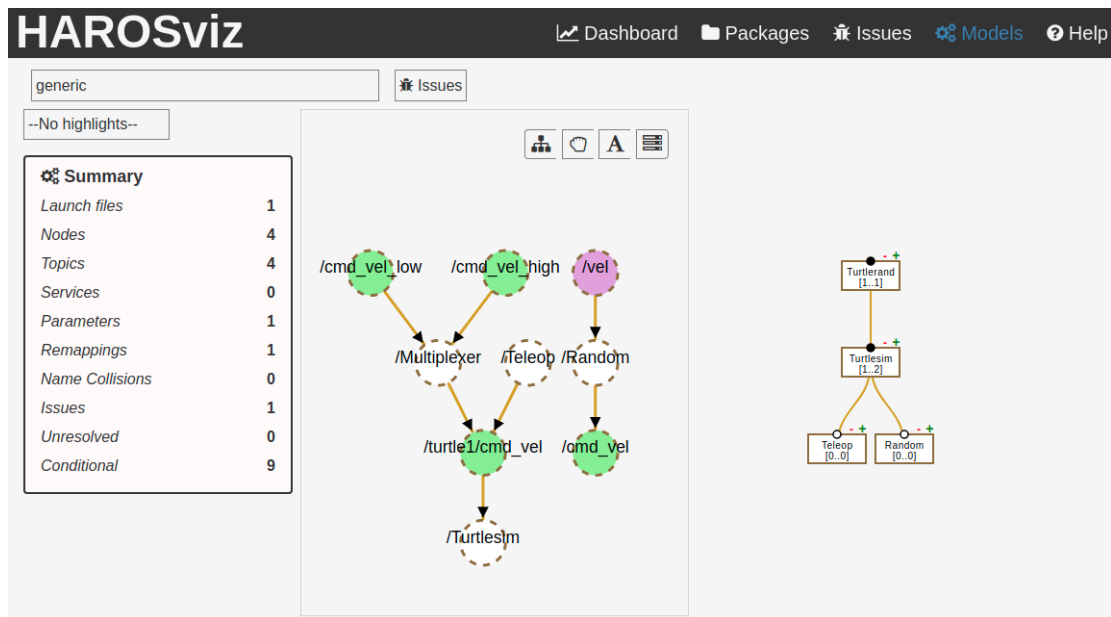 HAROSviz
Dashboard
Packages
Issues
Models
Help
generic
Issues
--No highlights--
A
Summary
Launch files 1
Nodes 4
Topics 4
Services 0
Parameters 1
Remappings 1
Name Collisions 0
Issues 1
Unresolved 0
Conditional 9
/cmd_vel_low
/cmd_vel_high
/vel
/Multiplexer
/Teleop
/Random
/turtle1/cmd_vel
/cmd_vel
/Turtlesim
- +
Turtlerand
[1..1]
- +
Turtlesim
[1..2]
- +
Teleop
[0..0]
- +
Random
[0..0]